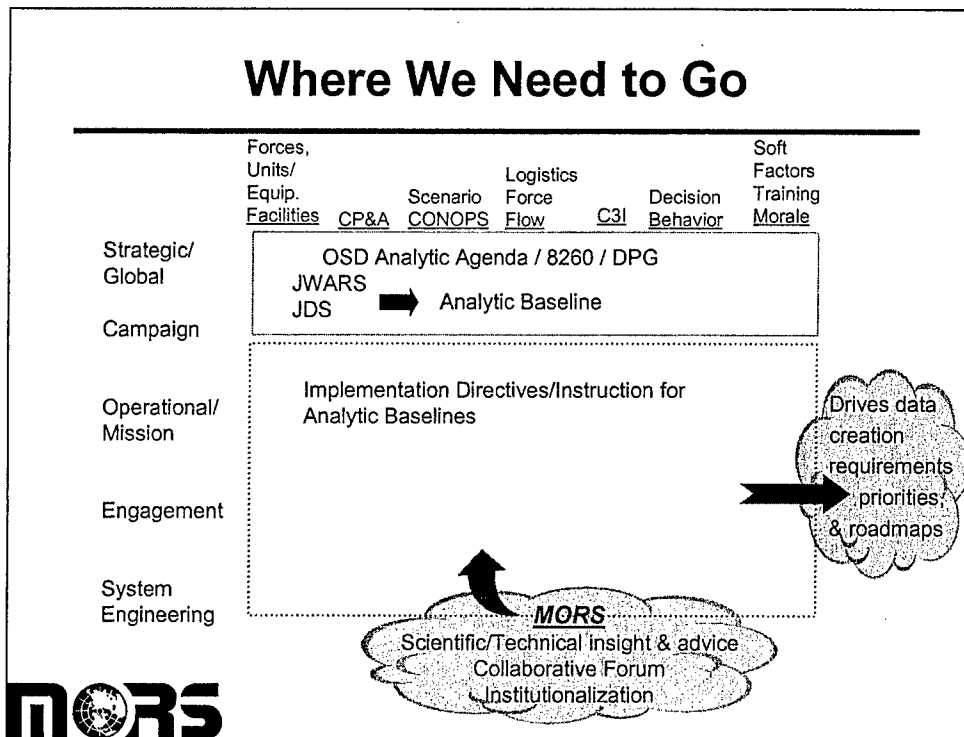 Where We Need to Go
Forces,
Units/
Equip.
Facilities
CP&A
Scenario
CONOPS
Logistics
Force
Flow
C3I
Decision
Behavior
Soft
Factors
Training
Morale
Strategic/
Global
Campaign
Operational/
Mission
Engagement
System
Engineering
OSD Analytic Agenda / 8260 / DPG
JWARS
JDS
Analytic Baseline
Implementation Directives/Instruction for
Analytic Baselines
Drives data
creation
requirements
priorities,
& roadmaps
MORS
Scientific/Technical insight & advice
Collaborative Forum
Institutionalization
MORS